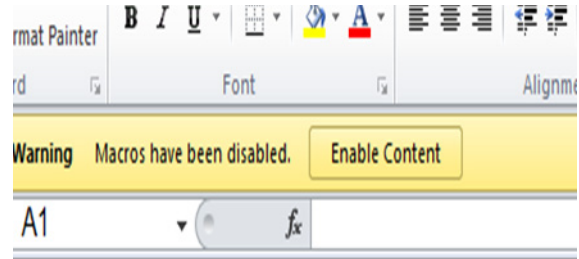 rmat Painter
B I U A
rd Font Alignme
Warning Macros have been disabled. Enable Content
A1 fx